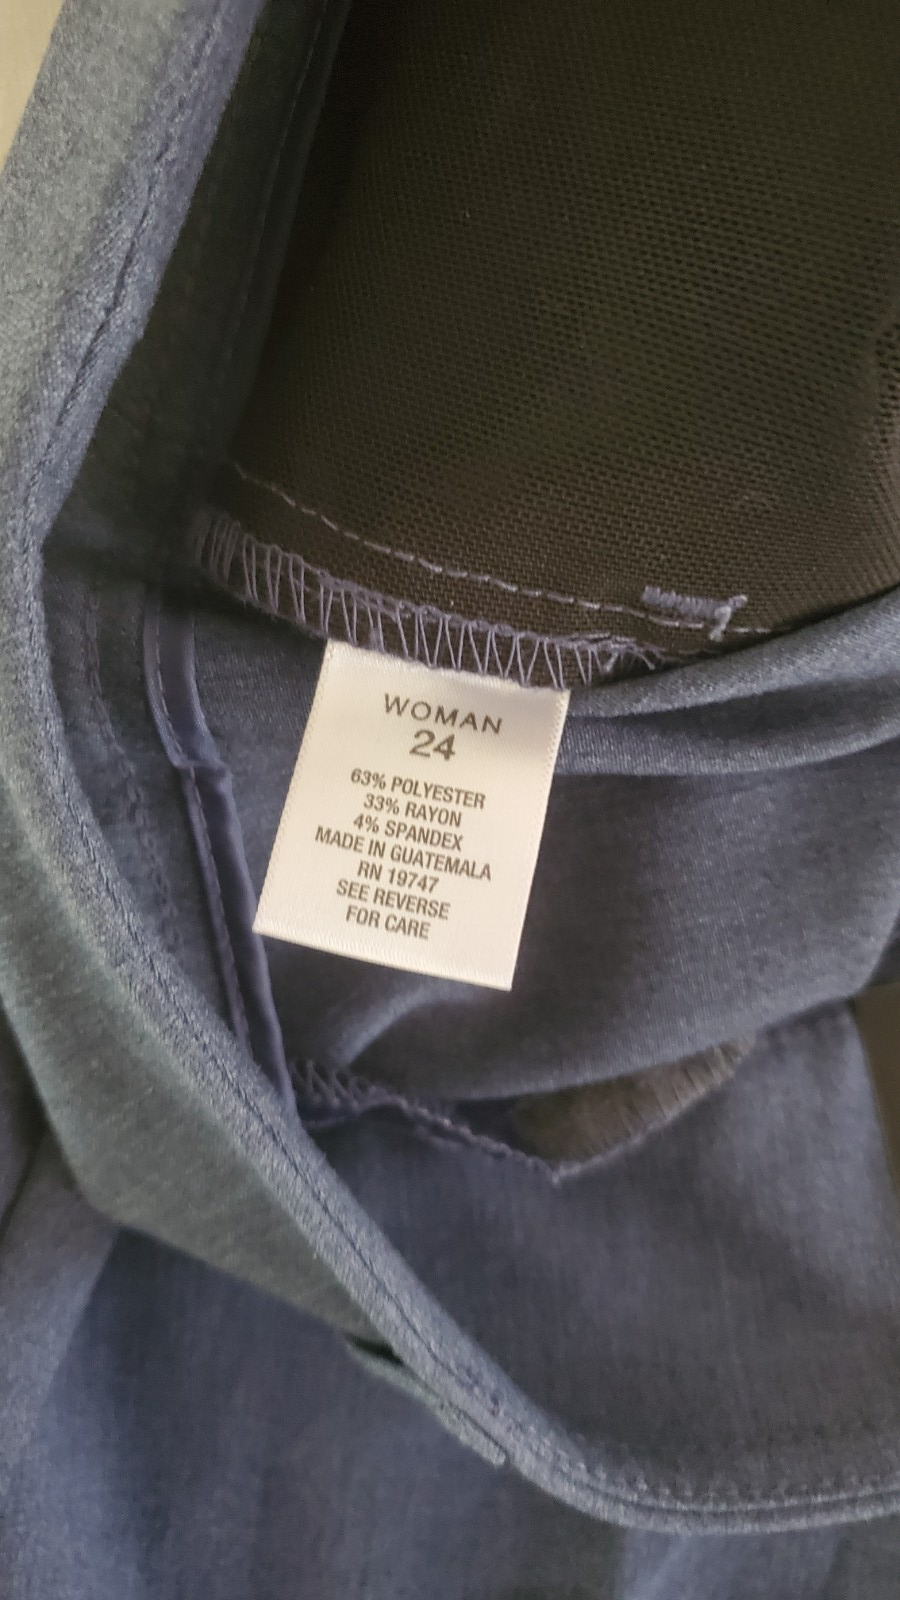 WOMAN
24
63% POLYESTER
33% RAYON
4% SPANDEX
MADE IN GUATEMALA
RN 19747
SEE REVERSE
FOR CARE